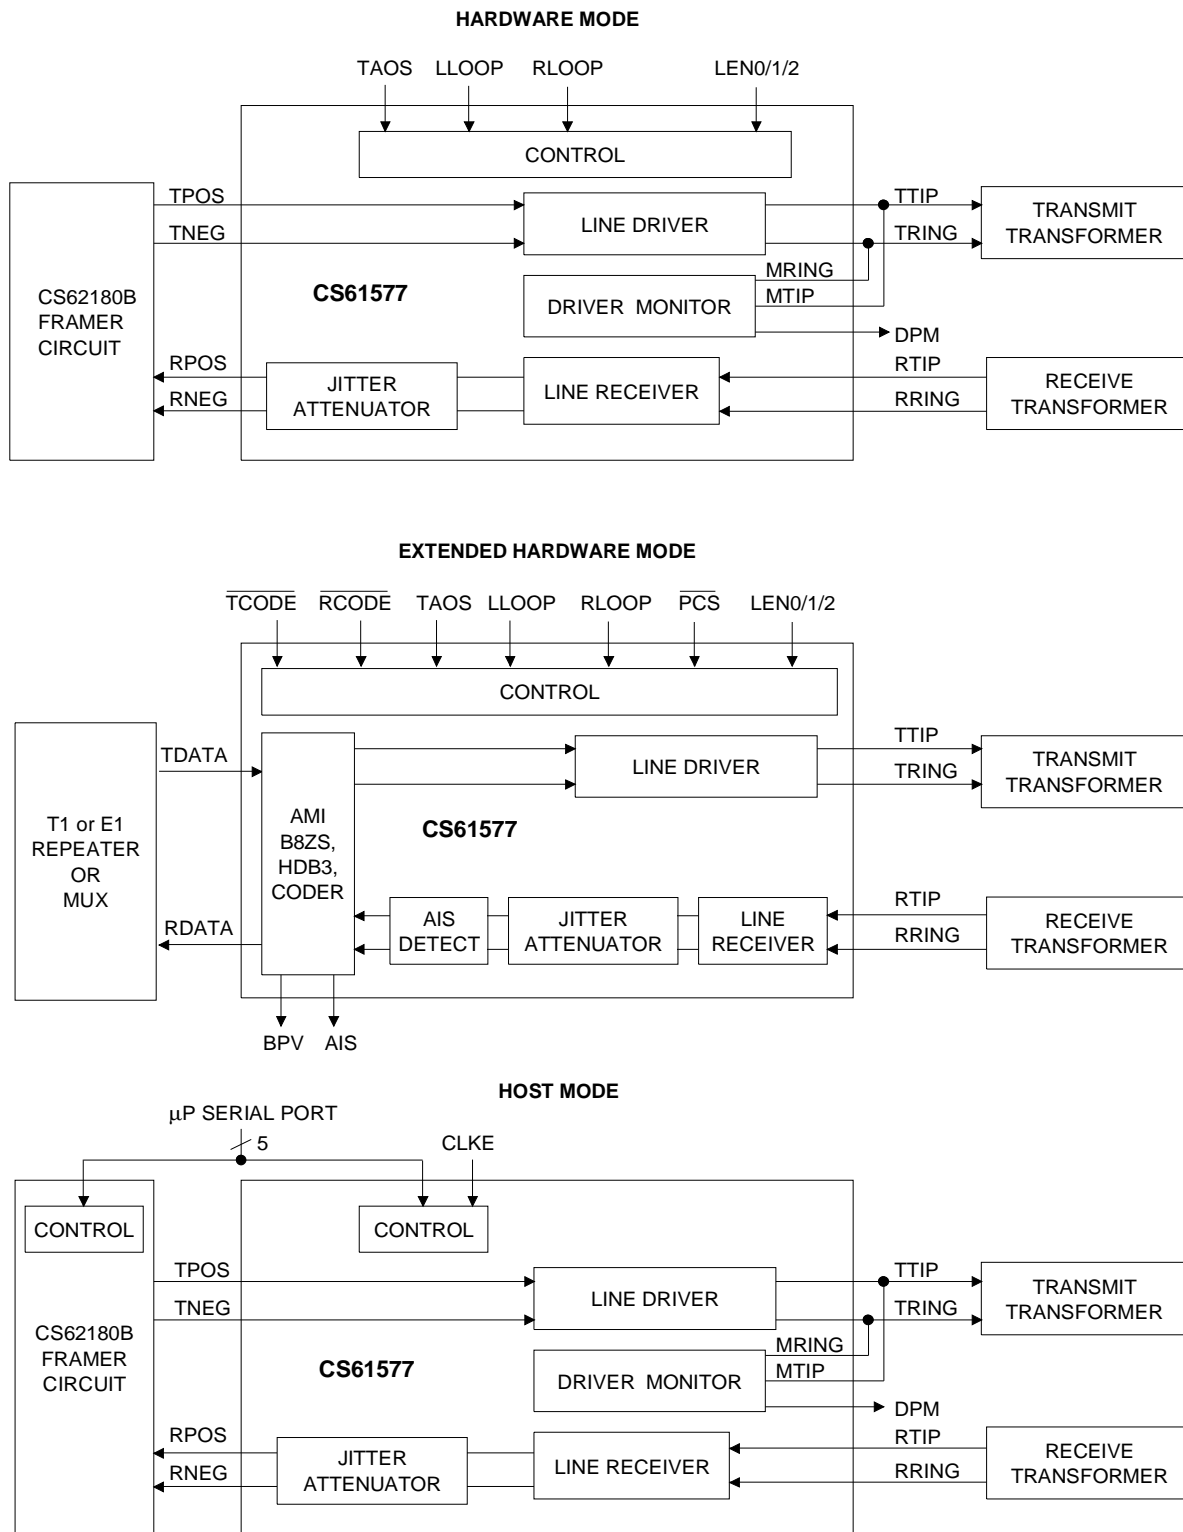 HARDWARE MODE
TAOS LLOOP RLOOP LEN0/1/2
CONTROL
CS62180B
FRAMER
CIRCUIT
TPOS
TNEG
RPOS
RNEG
CS61577
LINE DRIVER
DRIVER MONITOR
LINE RECEIVER
JITTER
ATTENUATOR
MRING
MTIP
TTIP
TRING
DPM
RTIP
RRING
TRANSMIT
TRANSFORMER
RECEIVE
TRANSFORMER
EXTENDED HARDWARE MODE
T̅C̅O̅D̅E̅ R̅C̅O̅D̅E̅ TAOS LLOOP RLOOP P̅C̅S̅ LEN0/1/2
CONTROL
T1 or E1
REPEATER
OR
MUX
TDATA
RDATA
AMI
B8ZS,
HDB3,
CODER
CS61577
LINE DRIVER
AIS
DETECT
JITTER
ATTENUATOR
LINE
RECEIVER
TTIP
TRING
RTIP
RRING
TRANSMIT
TRANSFORMER
RECEIVE
TRANSFORMER
BPV AIS
HOST MODE
μP SERIAL PORT
5
CLKE
CONTROL
CONTROL
CS62180B
FRAMER
CIRCUIT
TPOS
TNEG
RPOS
RNEG
CS61577
LINE DRIVER
DRIVER MONITOR
LINE RECEIVER
JITTER
ATTENUATOR
MRING
MTIP
TTIP
TRING
DPM
RTIP
RRING
TRANSMIT
TRANSFORMER
RECEIVE
TRANSFORMER